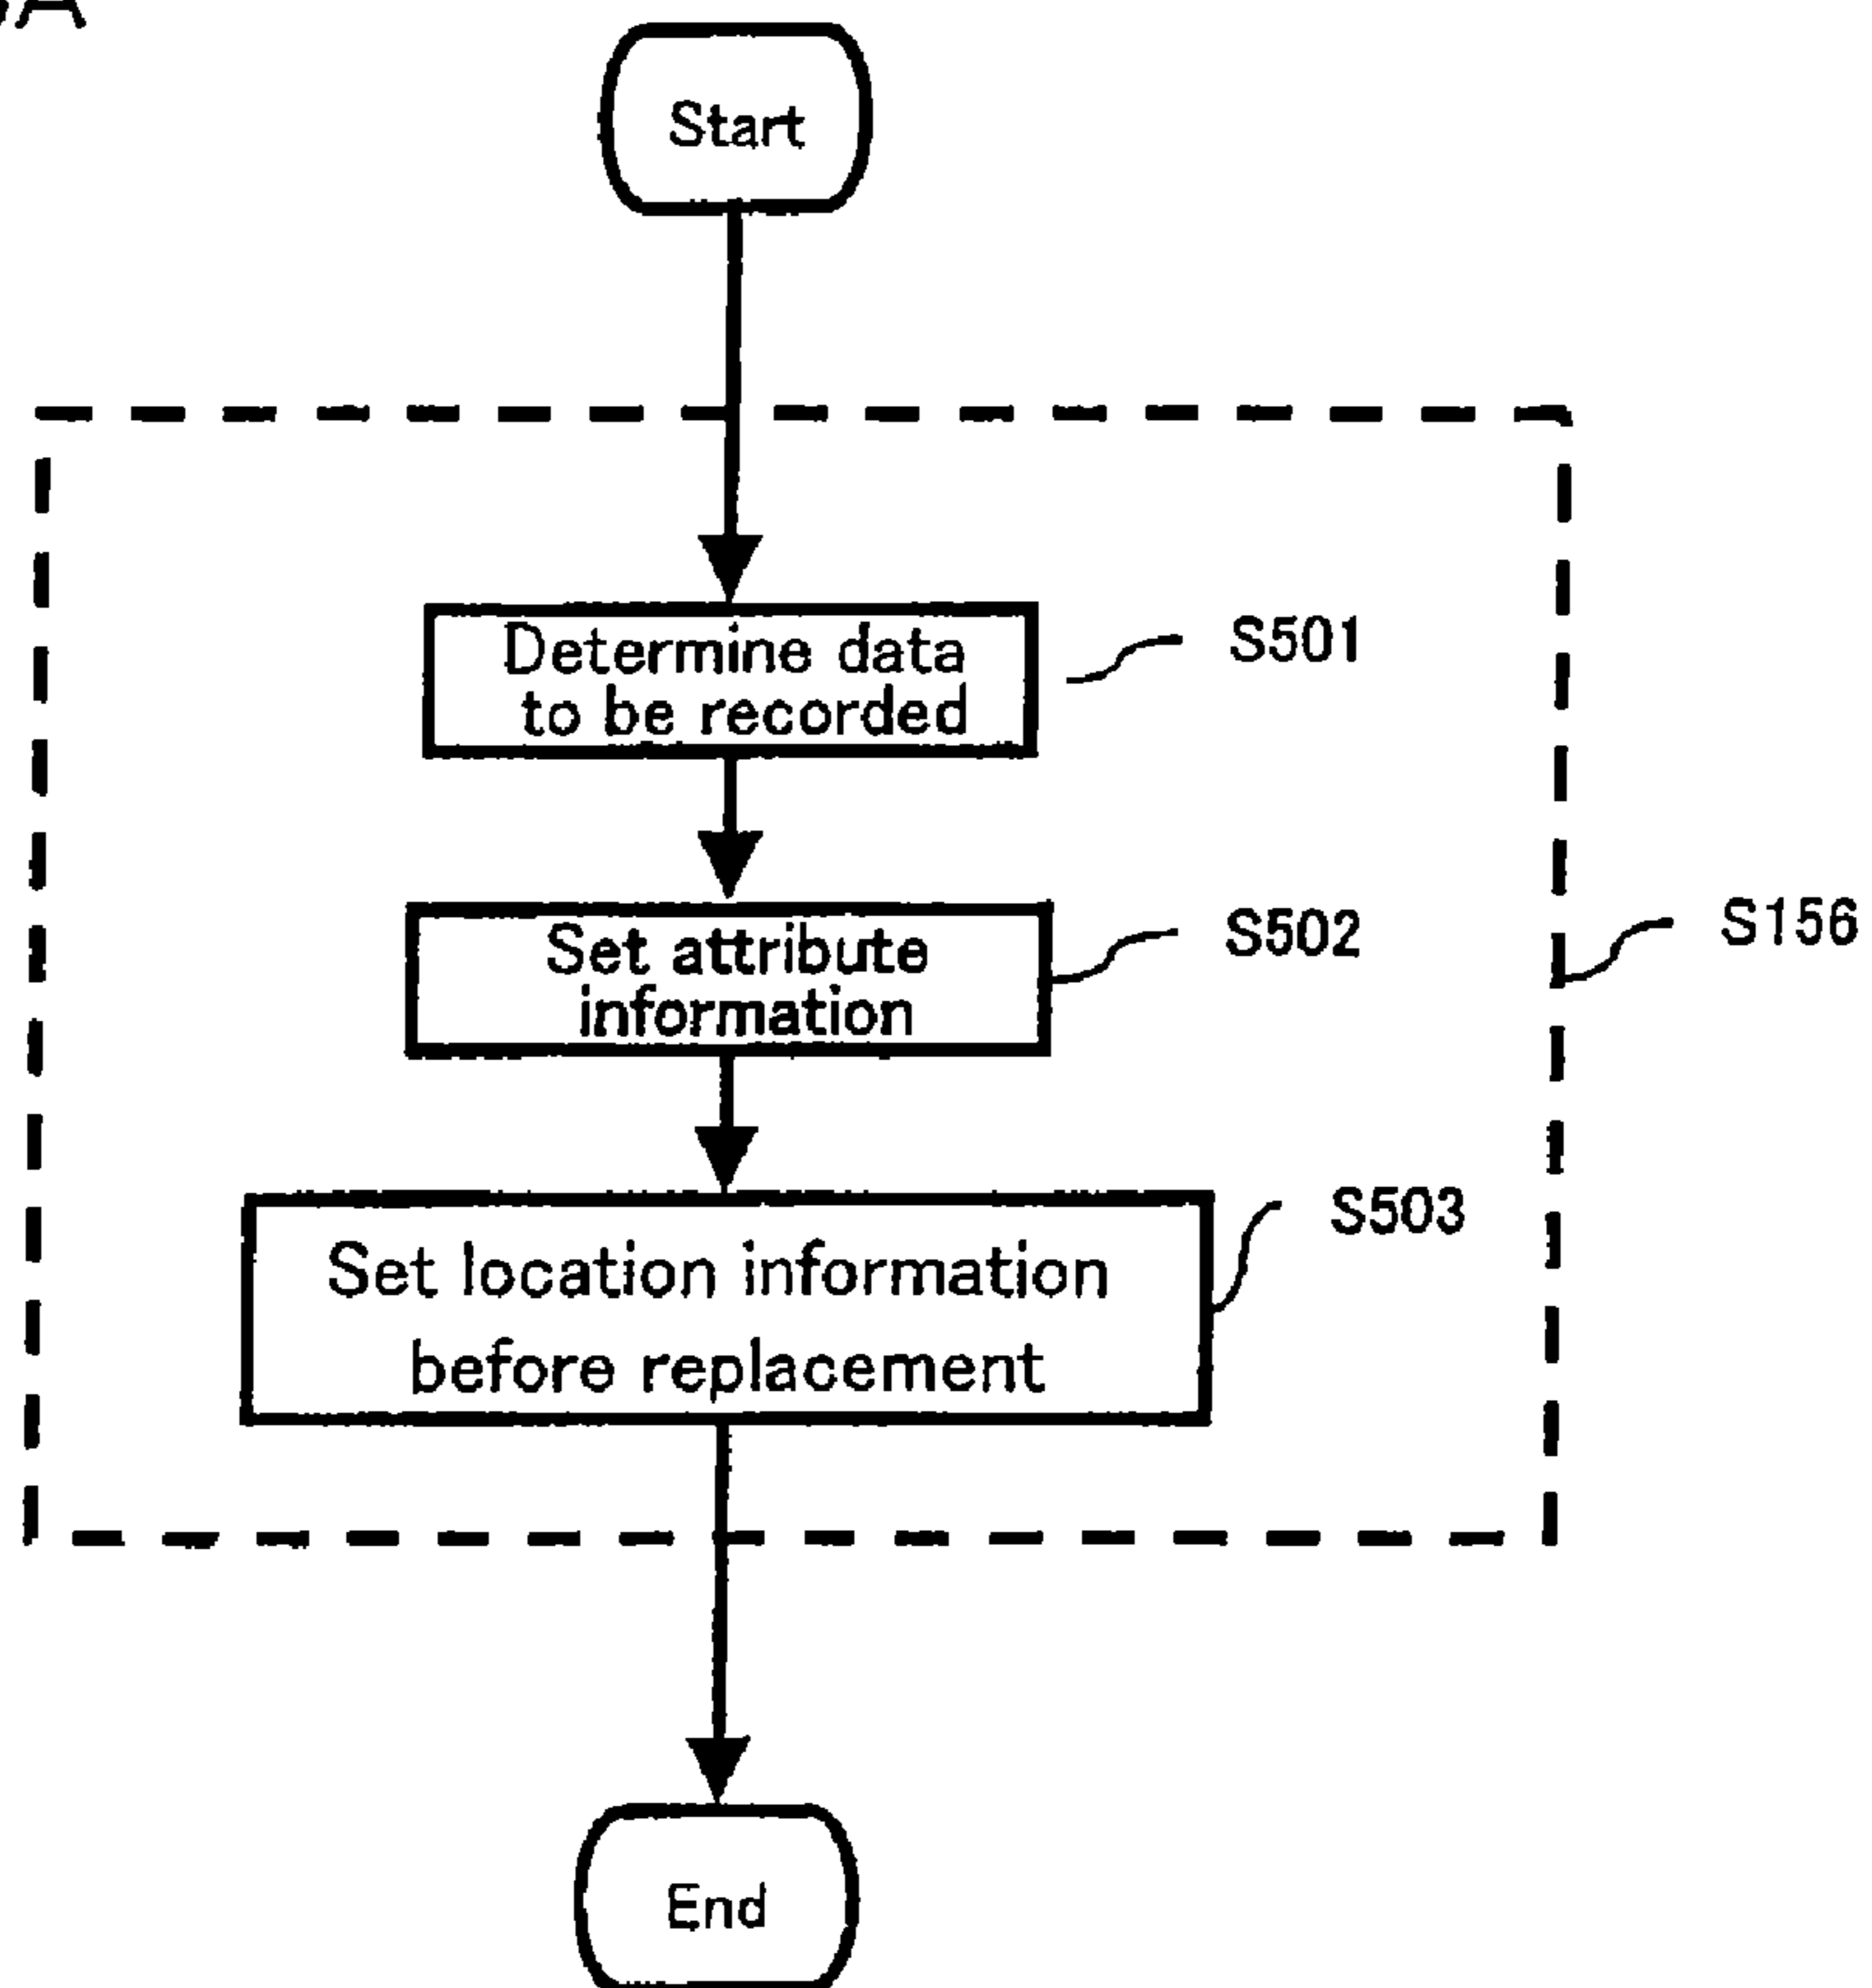 Start
Determine data
to be recorded
S501
Set attribute
information
S502
S156
Set location information
before replacement
S503
End